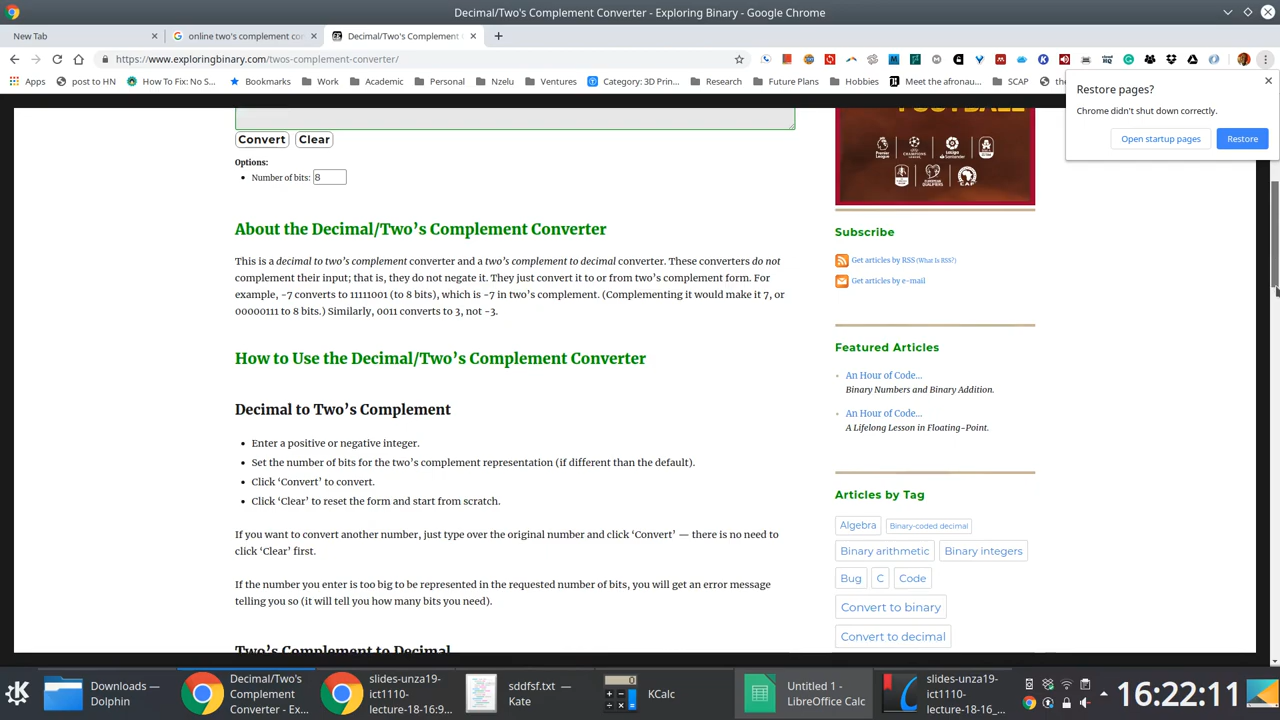 Decimal/Two's Complement Converter - Exploring Binary - Google Chrome
New Tab
online two's complement con
Decimal/Two's Complement
https://www.exploringbinary.com/twos-complement-converter/
Apps
post to HN
How To Fix: No S...
Bookmarks
Work
Academic
Personal
Nzelu
Ventures
Category: 3D Prin...
Research
Future Plans
Hobbies
Meet the afronau...
SCAP
Restore pages?
Chrome didn't shut down correctly.
Open startup pages
Restore
Convert
Clear
Options:
• Number of bits: 8
About the Decimal/Two's Complement Converter
This is a decimal to two's complement converter and a two's complement to decimal converter. These converters do not
complement their input; that is, they do not negate it. They just convert it to or from two's complement form. For
example, -7 converts to 11111001 (to 8 bits), which is -7 in two's complement. (Complementing it would make it 7, or
00000111 to 8 bits.) Similarly, 0011 converts to 3, not -3.
How to Use the Decimal/Two's Complement Converter
Decimal to Two's Complement
• Enter a positive or negative integer.
• Set the number of bits for the two's complement representation (if different than the default).
• Click ‘Convert’ to convert.
• Click ‘Clear’ to reset the form and start from scratch.
If you want to convert another number, just type over the original number and click ‘Convert’ — there is no need to
click ‘Clear’ first.
If the number you enter is too big to be represented in the requested number of bits, you will get an error message
telling you so (it will tell you how many bits you need).
Two's Complement to Decimal
FOOTBALL
Subscribe
Get articles by RSS (What Is RSS?)
Get articles by e-mail
Featured Articles
An Hour of Code...
Binary Numbers and Binary Addition.
An Hour of Code...
A Lifelong Lesson in Floating-Point.
Articles by Tag
Algebra
Binary-coded decimal
Binary arithmetic
Binary integers
Bug
C
Code
Convert to binary
Convert to decimal
Downloads —
Dolphin
Decimal/Two's
Complement
Converter - Ex...
slides-unza19-
ict1110-
lecture-18-16:9...
sddfsf.txt —
Kate
KCalc
Untitled 1 -
LibreOffice Calc
slides-unza19-
ict1110-
lecture-18-16_...
16:22:11